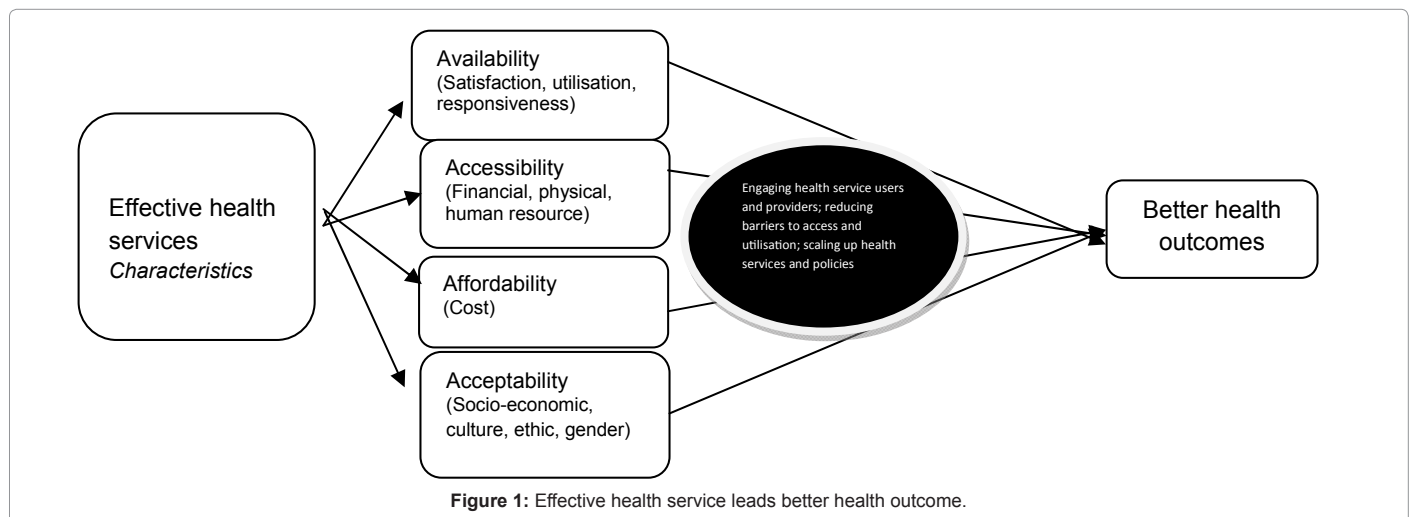 Effective health
services
Characteristics
Availability
(Satisfaction, utilisation,
responsiveness)
Accessibility
(Financial, physical,
human resource)
Affordability
(Cost)
Acceptability
(Socio-economic,
culture, ethic, gender)
Engaging health service users
and providers; reducing
barriers to access and
utilisation; scaling up health
services and policies
Better health
outcomes
Figure 1: Effective health service leads better health outcome.